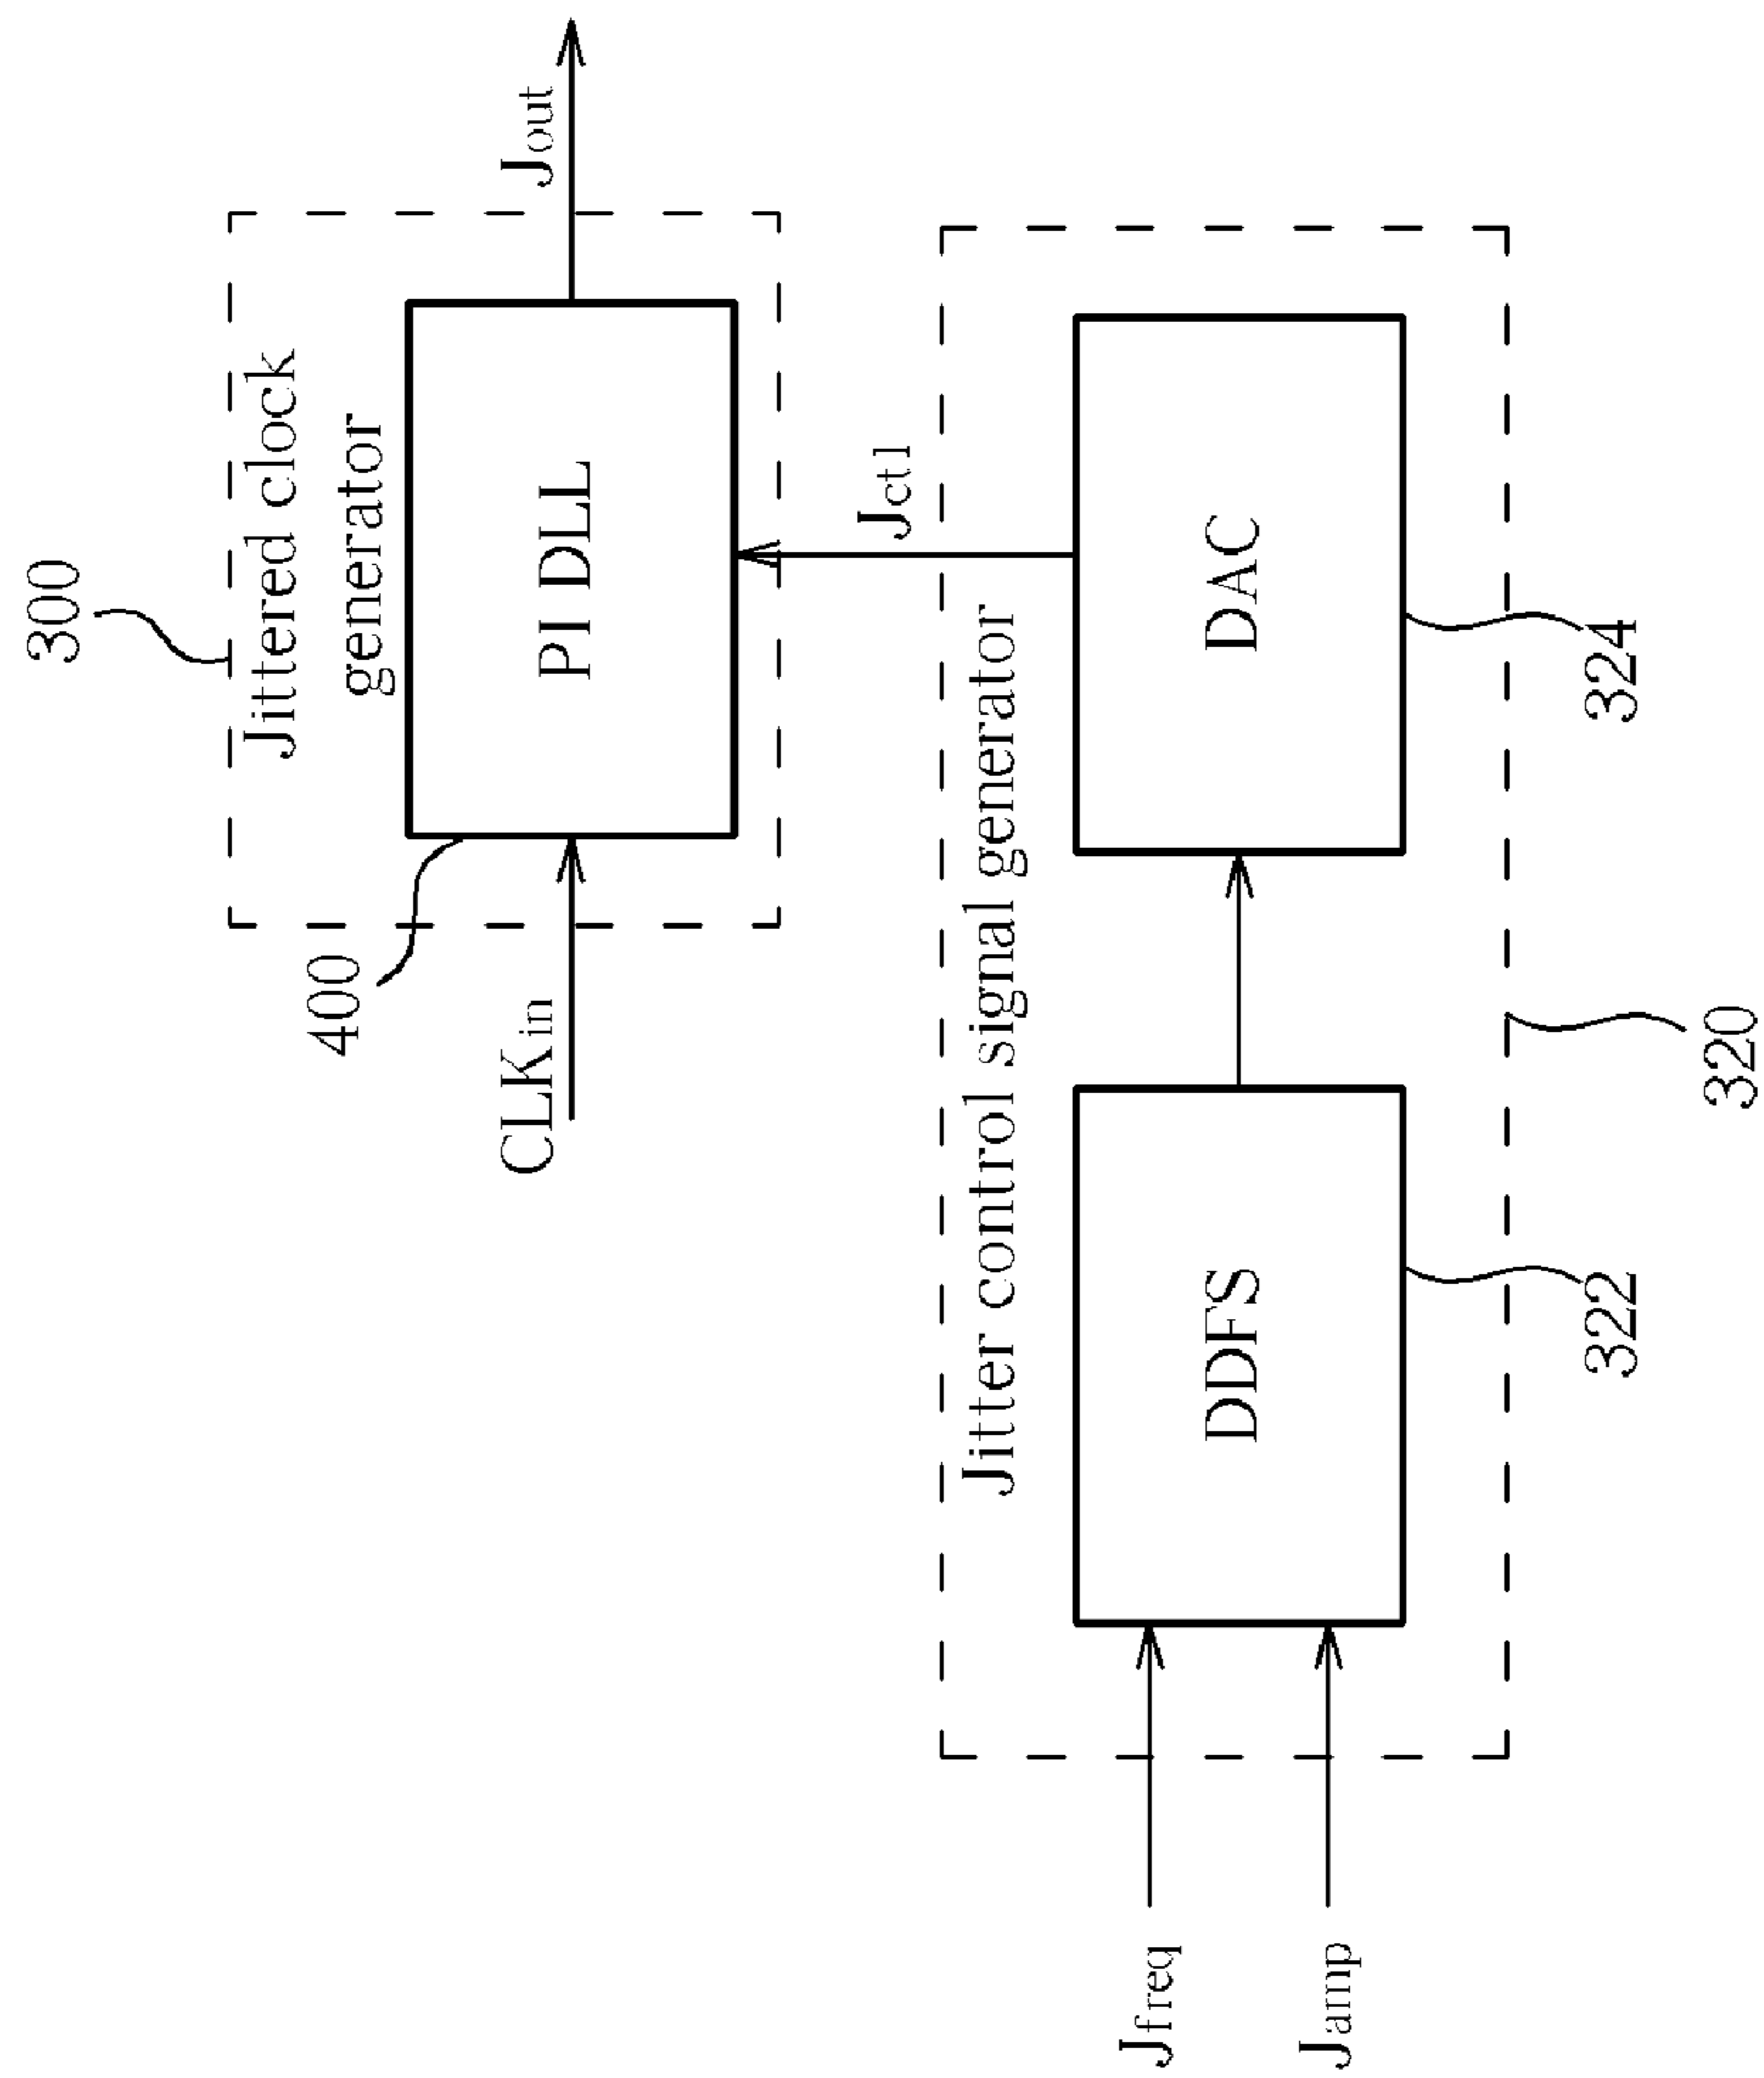 300
Jittered clock
generator
400
PI DLL
CLKin
Jout
Jctl
Jitter control signal generator
DDFS
DAC
Jfreq
Jamp
322
324
320